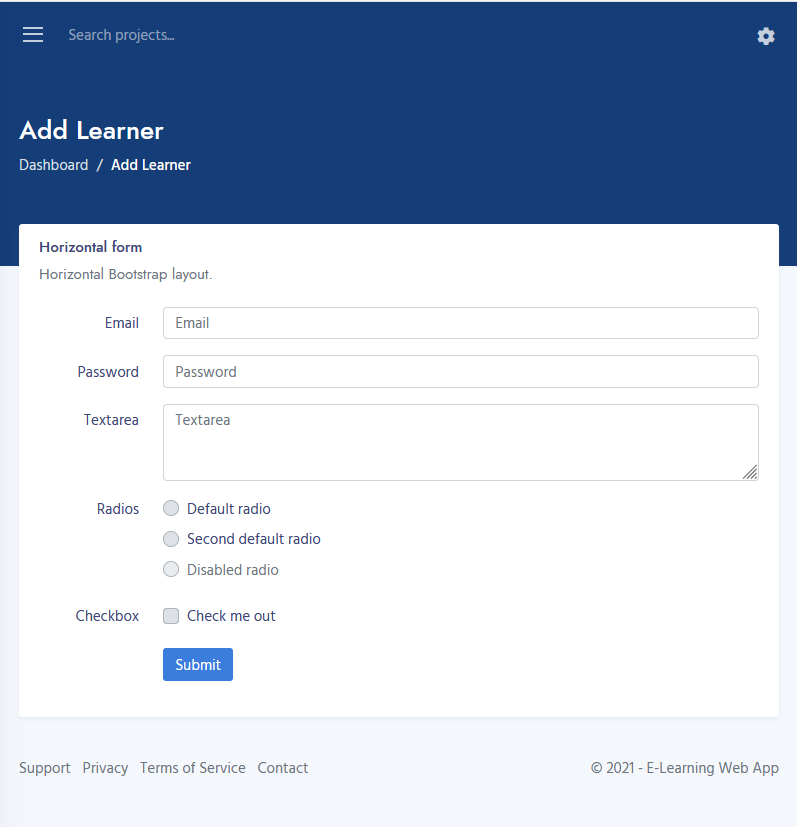 Search projects...
Add Learner
Dashboard / Add Learner
Horizontal form
Horizontal Bootstrap layout.
Email Email
Password Password
Textarea Textarea
Radios Default radio
Second default radio
Disabled radio
Checkbox Check me out
Submit
Support Privacy Terms of Service Contact © 2021 - E-Learning Web App